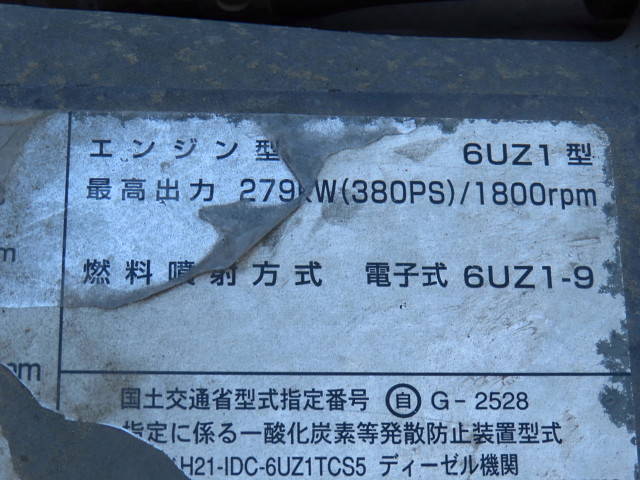 エンジン型 6UZ1型
最高出力 279kW(380PS)/1800rpm
燃料噴射方式 電子式 6UZ1-9
国土交通省型式指定番号 自 G-2528
指定に係る一酸化炭素等発散防止装置型式
H21-IDC-6UZ1TCS5 ディーゼル機関